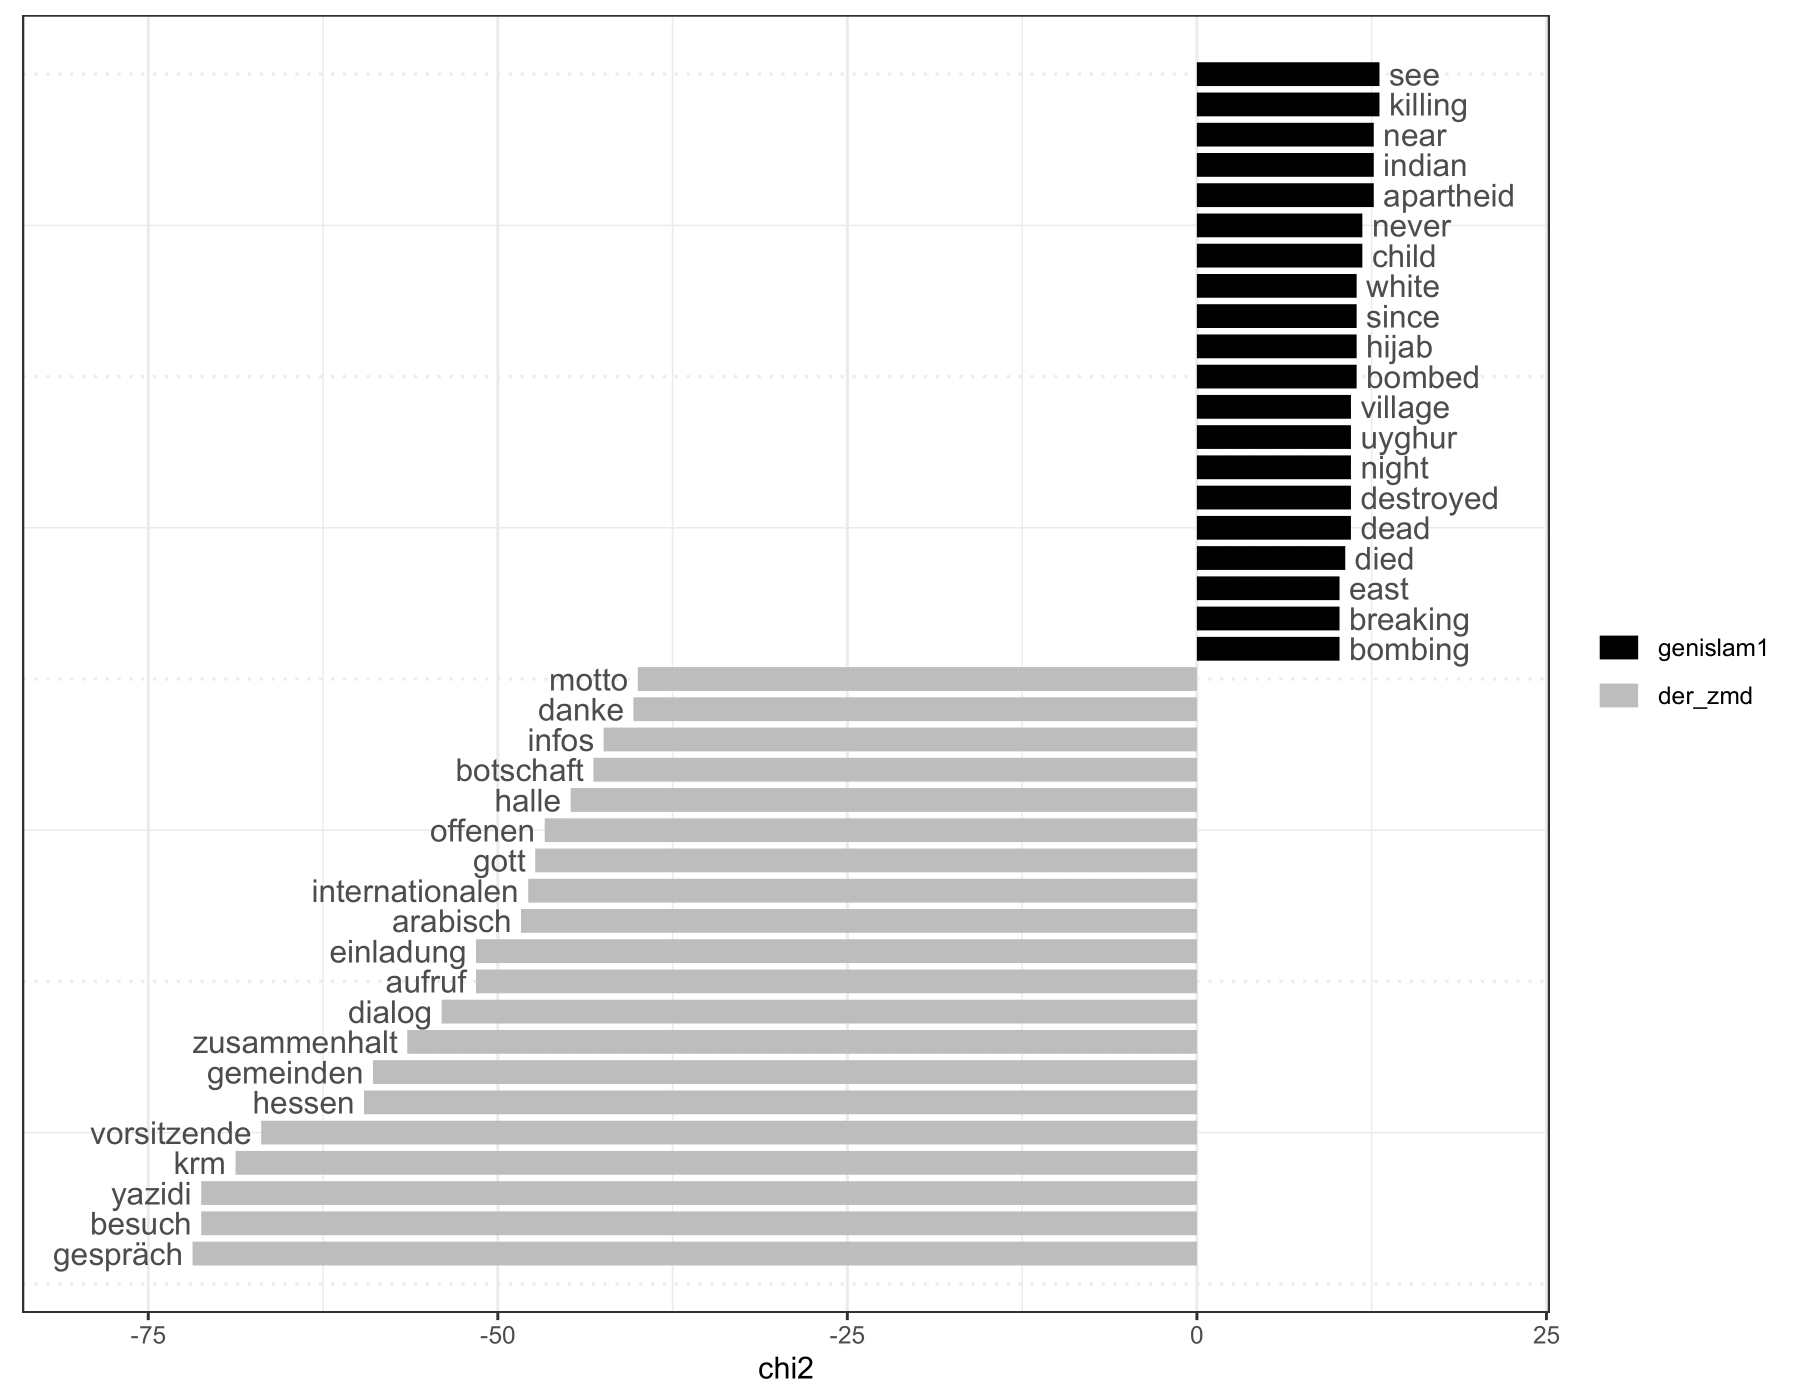 see
killing
near
indian
apartheid
never
child
white
since
hijab
bombed
village
uyghur
night
destroyed
dead
died
east
breaking
bombing
motto
danke
infos
botschaft
halle
offenen
gott
internationalen
arabisch
einladung
aufruf
dialog
zusammenhalt
gemeinden
hessen
vorsitzende
krm
yazidi
besuch
gespräch
genislam1
der_zmd
-75 -50 -25 0 25
chi2